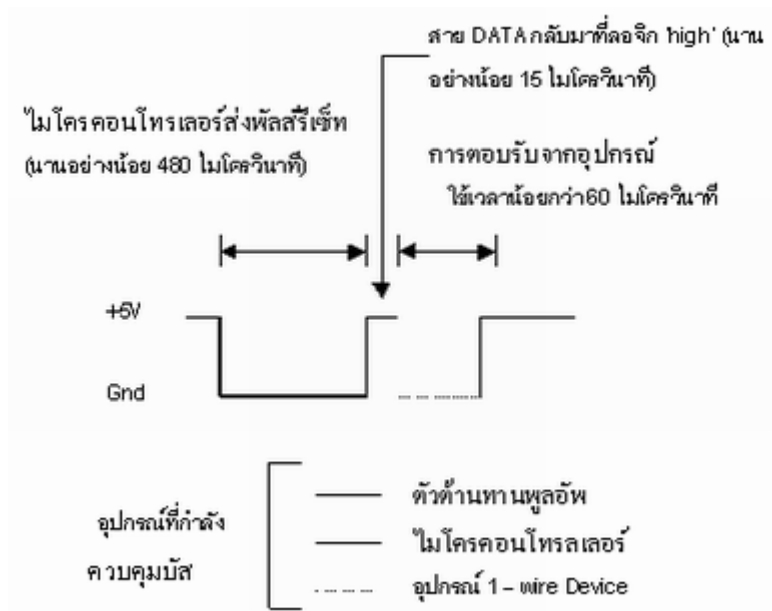 สาย DATA กลับมาที่ลอจิก 'high' (นาน
อย่างน้อย 15 ไมโครวินาที)
ไมโครคอนโทรเลอร์ส่งพัลส์รีเซ็ท
(นานอย่างน้อย 480 ไมโครวินาที)
การตอบรับจากอุปกรณ์
ใช้เวลาน้อยกว่า60 ไมโครวินาที
+5V
Gnd
อุปกรณ์ที่กำลัง
ควบคุมบัส
ตัวต้านทานพูลอัพ
ไมโครคอนโทรลเลอร์
อุปกรณ์ 1 – wire Device